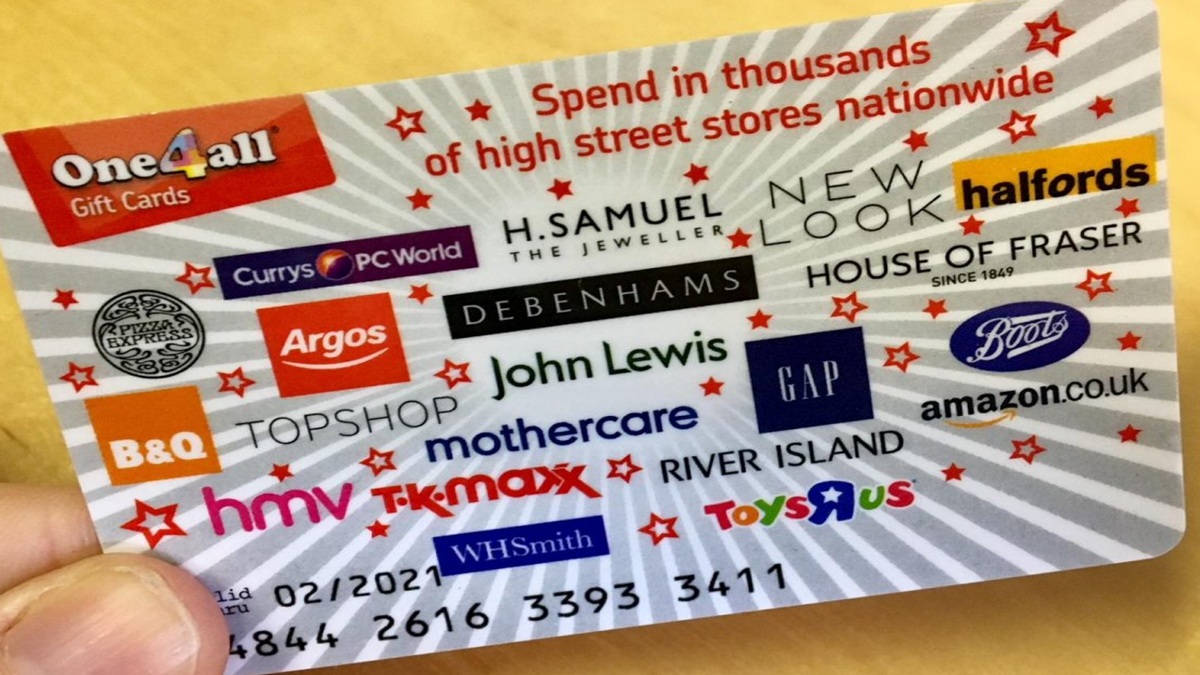 Spend in thousands
of high street stores nationwide
One4all
Gift Cards
H.SAMUEL
THE JEWELLER
NEW
LOOK
halfords
Currys PC World
HOUSE OF FRASER
SINCE 1849
DEBENHAMS
PIZZA
EXPRESS
Argos
John Lewis
GAP
Boots
amazon.co.uk
B&Q
TOPSHOP
mothercare
RIVER ISLAND
hmv
T·K·maxx
ToysЯus
WHSmith
02/2021
4844 2616 3393 3411